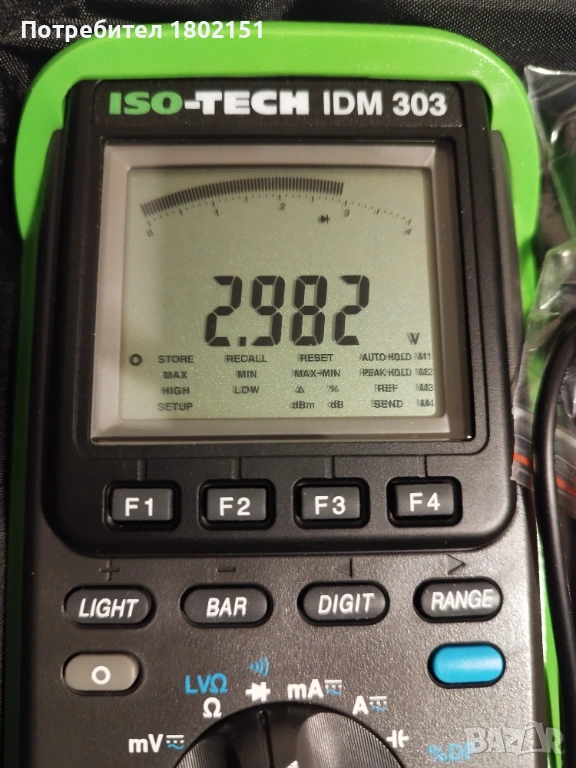 Потребител 1802151
ISO-TECH IDM 303
0 1 2 3 4
2.982 V
STORE RECALL RESET AUTO HOLD M1
MAX MIN MAX-MIN PEAK HOLD M2
HIGH LOW Δ % REF M3
SETUP dBm dB SEND M4
F1 F2 F3 F4
+ - < >
LIGHT BAR DIGIT RANGE
LVΩ
Ω mA
mV A
%DF
bazar